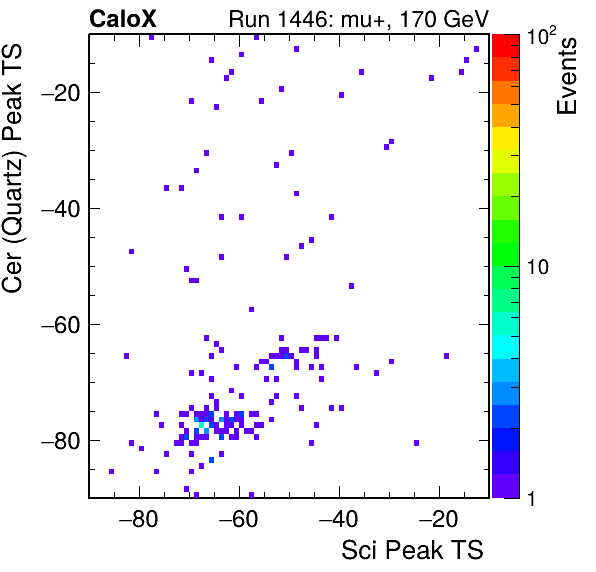 CaloX Run 1446: mu+, 170 GeV
Cer (Quartz) Peak TS
−20
−40
−60
−80
−80 −60 −40 −20
Sci Peak TS
Events
10²
10
1